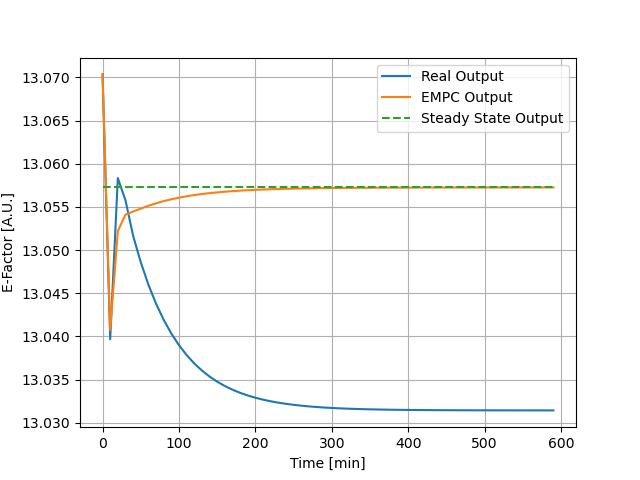 Real Output
EMPC Output
Steady State Output
E-Factor [A.U.]
13.070
13.065
13.060
13.055
13.050
13.045
13.040
13.035
13.030
0 100 200 300 400 500 600
Time [min]